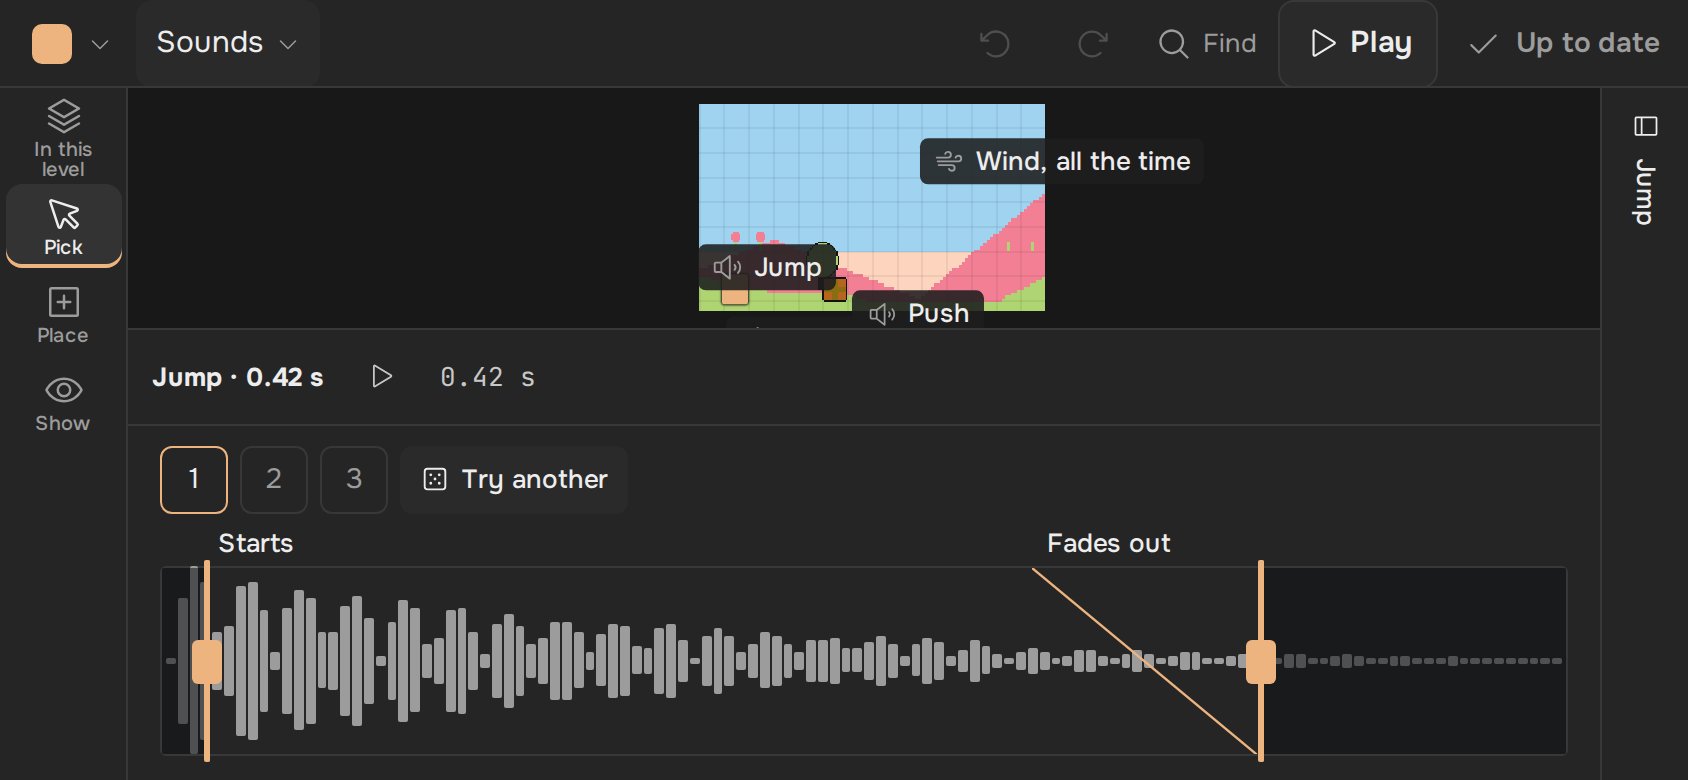 Sounds
Find
Play
Up to date
In this
level
Pick
Place
Show
Wind, all the time
Jump
Push
Jump
Jump · 0.42 s
0.42 s
1
2
3
Try another
Starts
Fades out